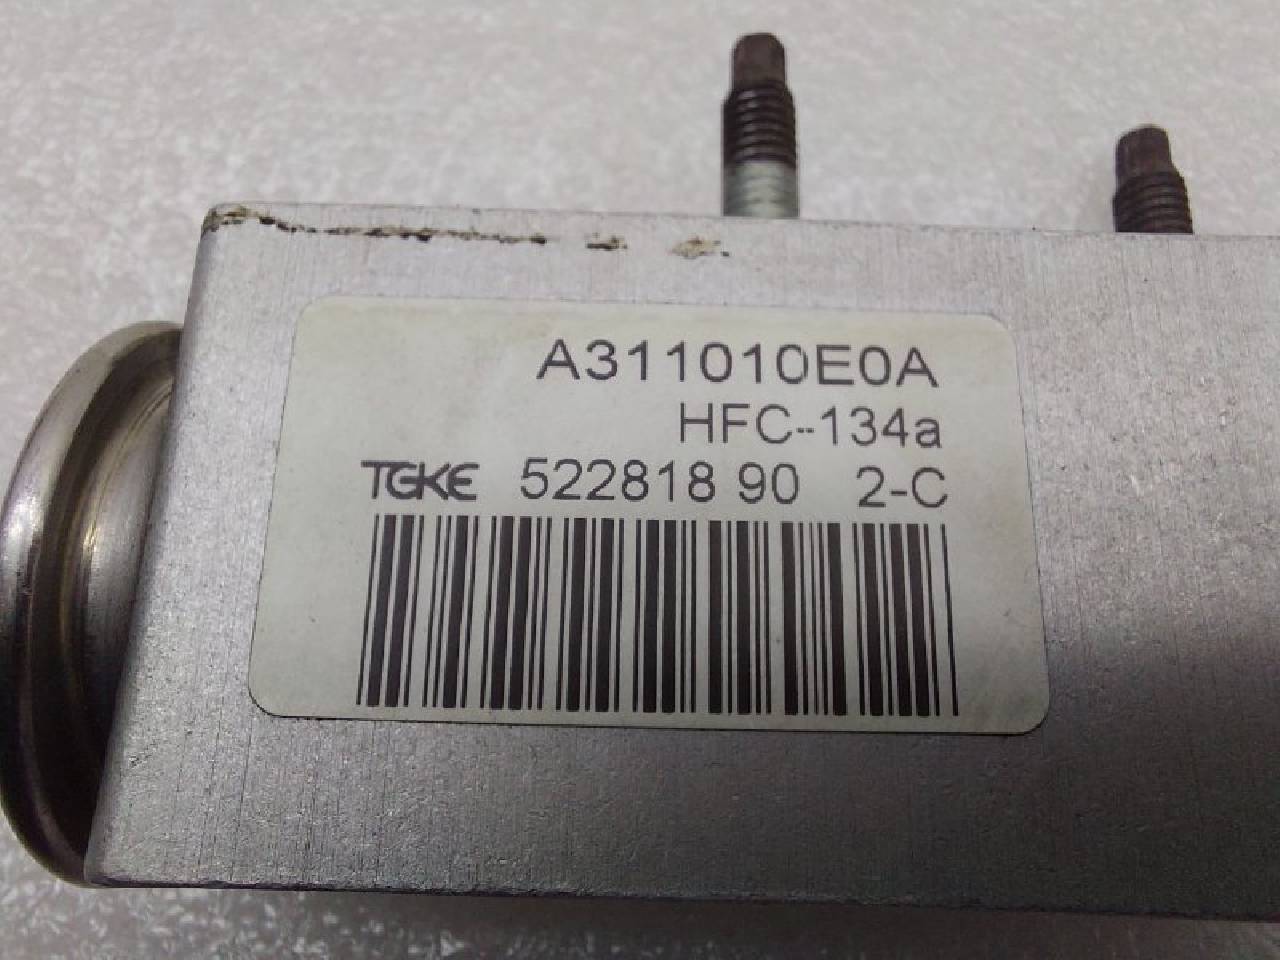 A311010E0A
HFC-134a
TGKE 522818 90 2-C